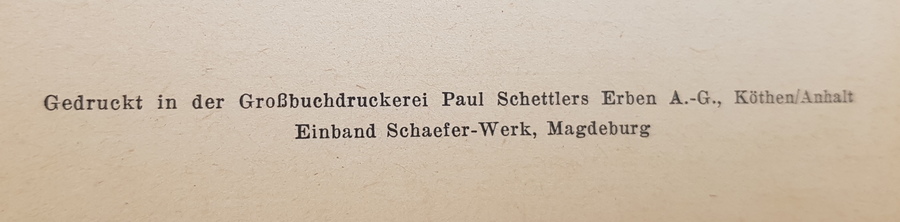 Gedruckt in der Großbuchdruckerei Paul Schettlers Erben A.-G., Köthen/Anhalt
Einband Schaefer-Werk, Magdeburg